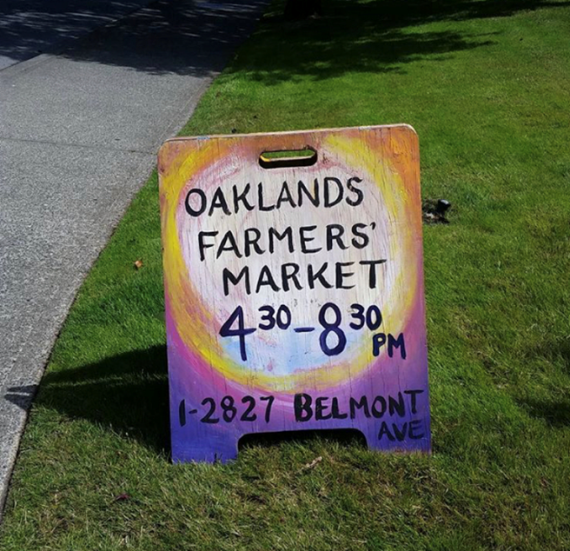 OAKLANDS
FARMERS'
MARKET
430-830 PM
1-2827 BELMONT
AVE